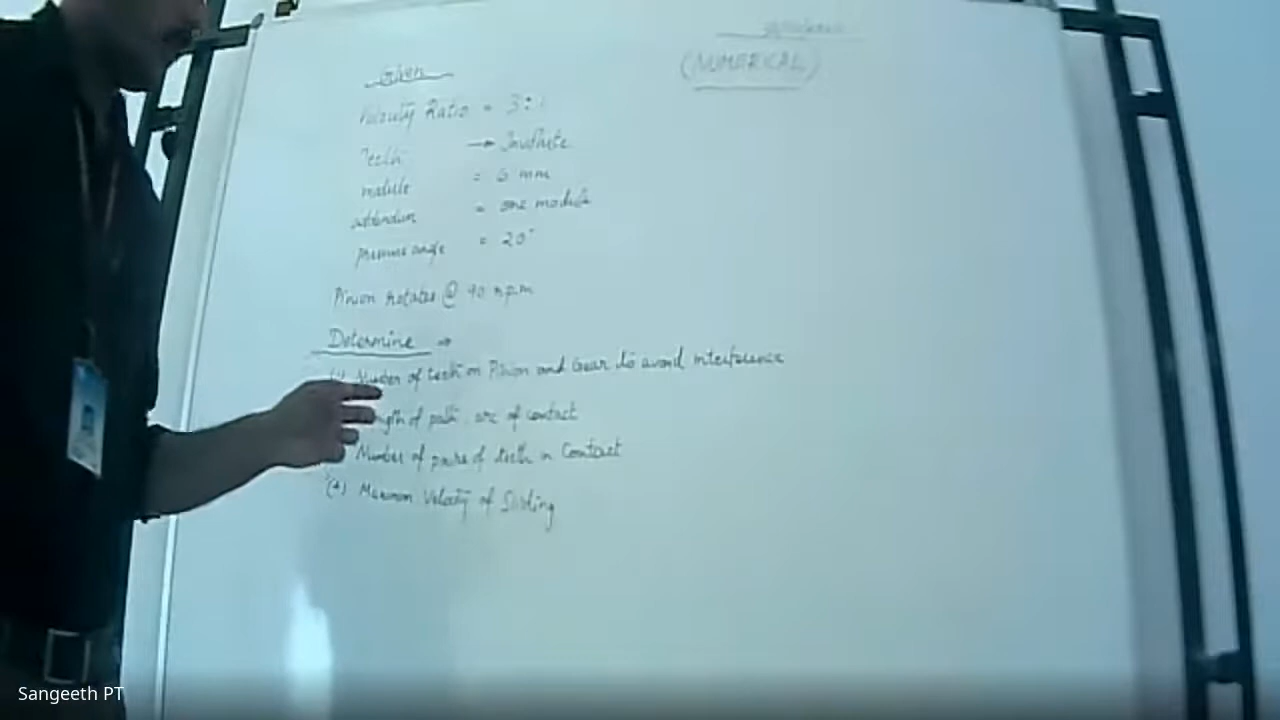 (NUMERICAL)
Given
Velocity Ratio = 3:1
Teeth → Involute
module = 6 mm
addendum = one module
pressure angle = 20°
Pinion rotates @ 90 r.p.m
Determine →
Number of teeth on Pinion and Gear to avoid interference
ngth of path, arc of contact
Number of pairs of teeth in Contact
(4) Maximum Velocity of Sliding
Sangeeth PT